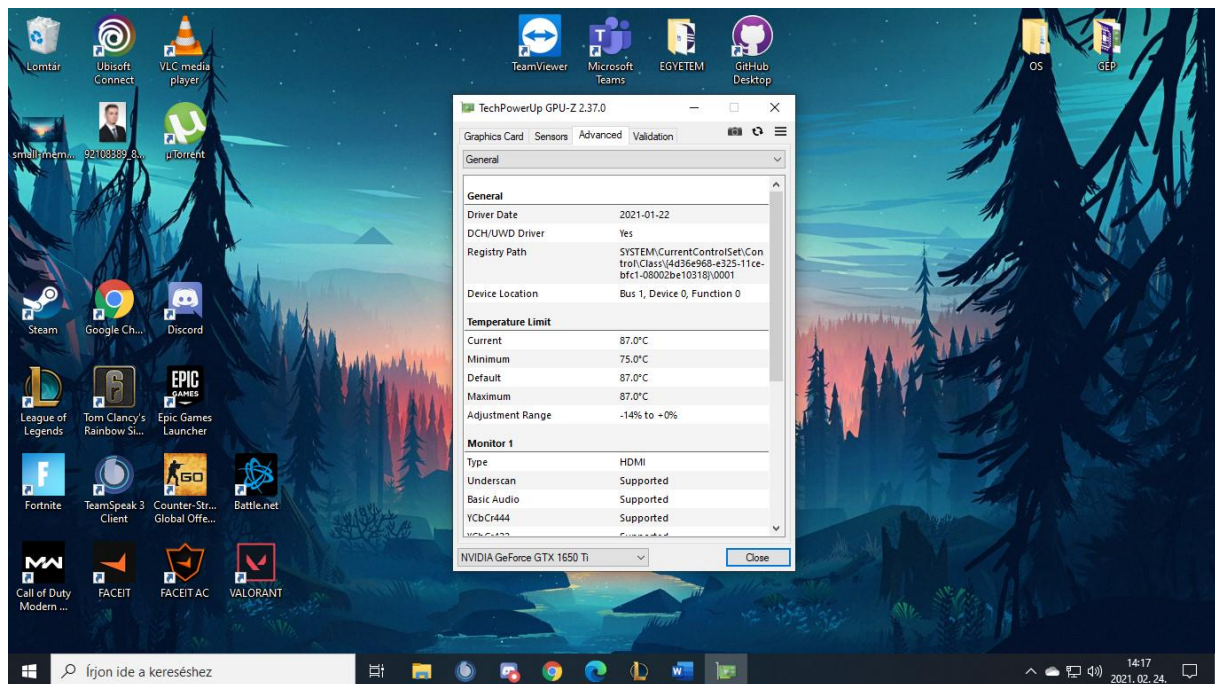 Lomtár
Ubisoft
Connect
VLC media
player
TeamViewer
Microsoft
Teams
EGYETEM
GitHub
Desktop
OS
GEP
small-mem...
92108389_8...
µTorrent
Steam
Google Ch...
Discord
League of
Legends
Tom Clancy's
Rainbow Si...
EPIC
GAMES
Epic Games
Launcher
Fortnite
TeamSpeak 3
Client
GO
Counter-Str...
Global Offe...
Battle.net
MW
Call of Duty
Modern ...
FACEIT
FACEIT AC
VALORANT
TechPowerUp GPU-Z 2.37.0
Graphics Card Sensors Advanced Validation
General
General
Driver Date 2021-01-22
DCH/UWD Driver Yes
Registry Path SYSTEM\CurrentControlSet\Con
trol\Class\{4d36e968-e325-11ce-
bfc1-08002be10318}\0001
Device Location Bus 1, Device 0, Function 0
Temperature Limit
Current 87.0°C
Minimum 75.0°C
Default 87.0°C
Maximum 87.0°C
Adjustment Range -14% to +0%
Monitor 1
Type HDMI
Underscan Supported
Basic Audio Supported
YCbCr444 Supported
YCbCr422 Supported
NVIDIA GeForce GTX 1650 Ti
Close
Írjon ide a kereséshez
14:17
2021. 02. 24.